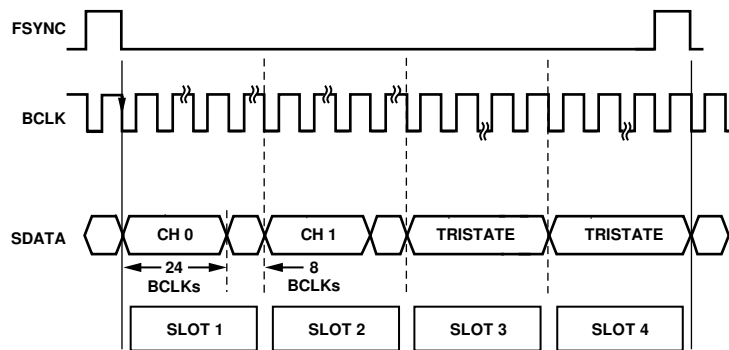 FSYNC
BCLK
SDATA
CH 0
CH 1
TRISTATE
TRISTATE
24
BCLKs
8
BCLKs
SLOT 1
SLOT 2
SLOT 3
SLOT 4